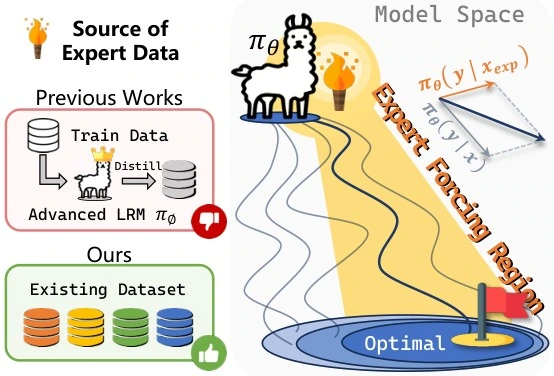 Source of
Expert Data
Previous Works
Train Data
Distill
Advanced LRM π_ø
Ours
Existing Dataset
Model Space
π_θ
π_θ(y | x_exp)
π_θ(y | x)
Expert Forcing Region
Optimal